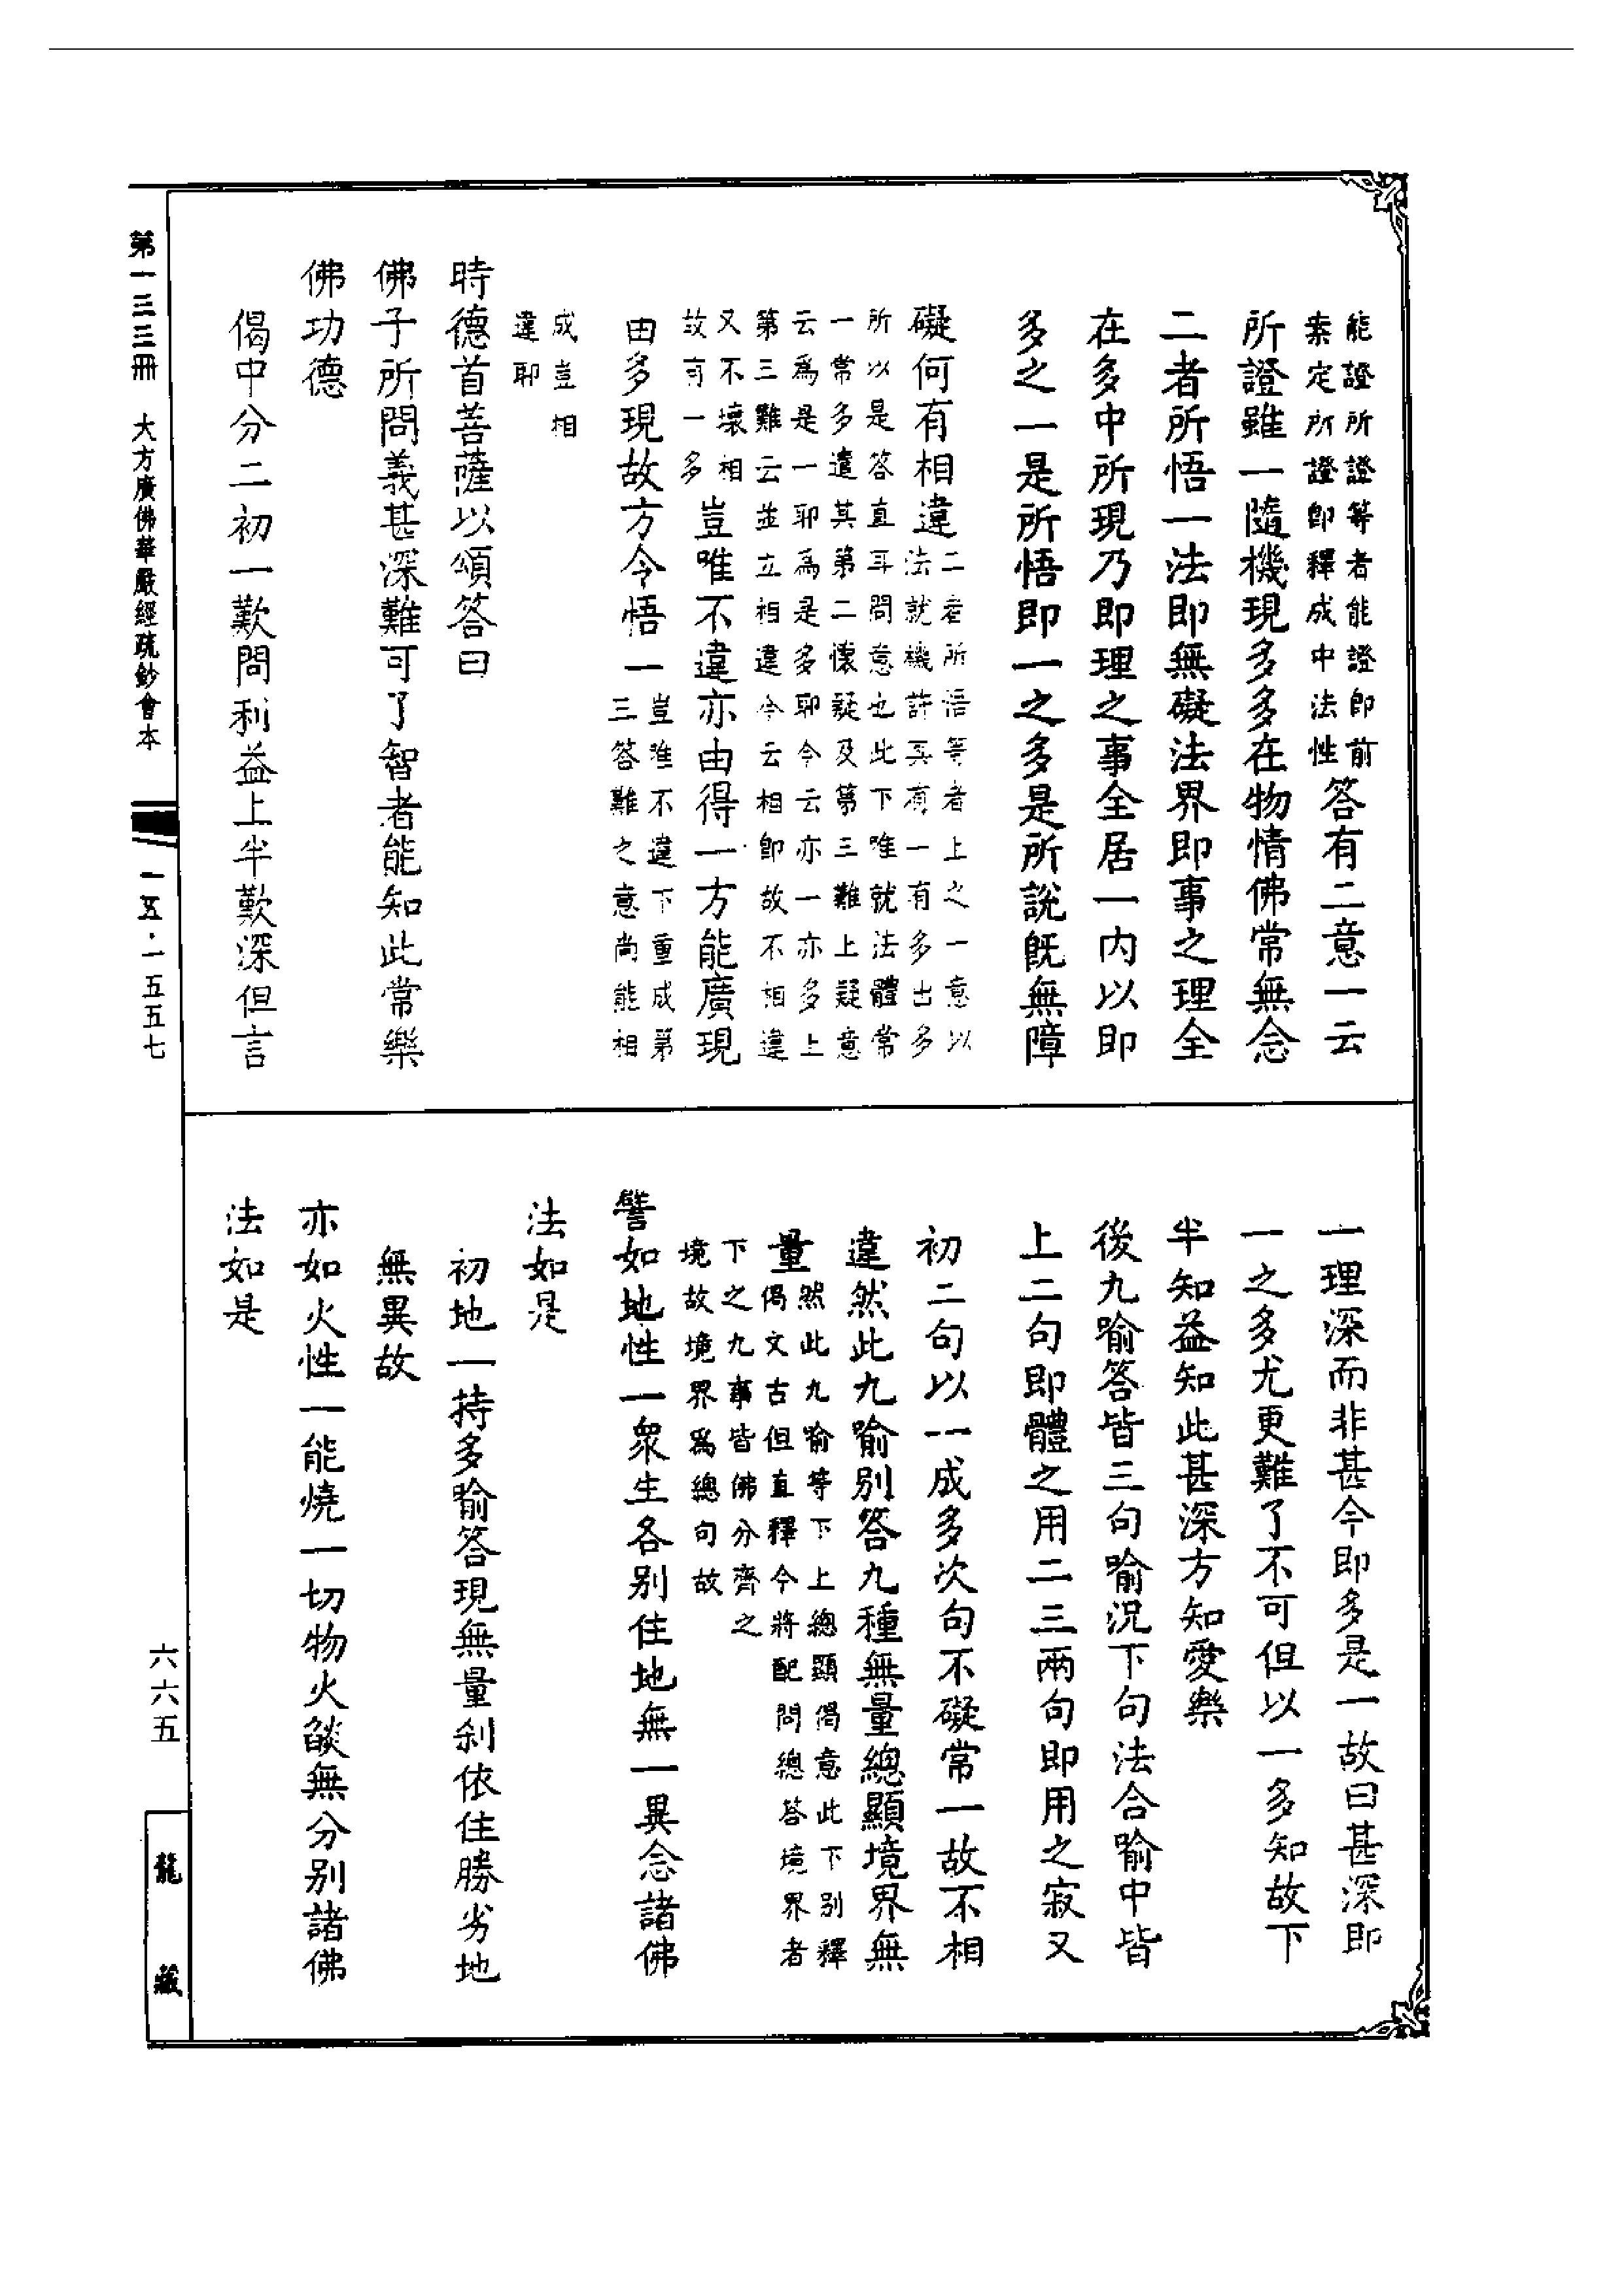 能證所證等者能證即前
案定所證即釋成中法性答有二意一云
所證雖一隨機現多多在物情佛常無念
二者所悟一法即無礙法界即事之理全
在多中所現乃即理之事全居一内以即
多之一是所悟即一之多是所說既無障
礙何有相違二者所悟等者上之一意以
法就機許其有一有多出多
所以是答直耳問意也此下唯就法體常
一常多遣其第二懷疑及第三難上疑意
云爲是一耶爲是多耶今云亦一亦多上
第三難云並立相違今云相即故不相違
又不壞相
故有一多豈唯不違亦由得一方能廣現
由多現故方令悟一豈唯不違下重成第
三答難之意尚能相
成豈相
違耶
時德首菩薩以頌答曰
佛子所問義甚深難可了智者能知此常樂
佛功德
偈中分二初一歎問利益上半歎深但言
一理深而非甚今即多是一故曰甚深即
一之多尤更難了不可但以一多知故下
半知益知此甚深方知愛樂
後九喻答皆三句喻況下句法合喻中皆
上二句即體之用二三兩句即用之寂又
初二句以一成多次句不礙常一故不相
違然此九喻別答九種無量總顯境界無
量然此九喻等下上總顯偈意此下別釋
偈文古但直釋今將配問總答境界者
下之九事皆佛分齊之
境故境界爲總句故
譬如地性一衆生各別住地無一異念諸佛
法如是
初地一持多喻答現無量刹依住勝劣地
無異故
亦如火性一能燒一切物火燄無分別諸佛
法如是
第一三三冊 大方廣佛華嚴經疏鈔會本
一五·一五五七
六六五
龍藏